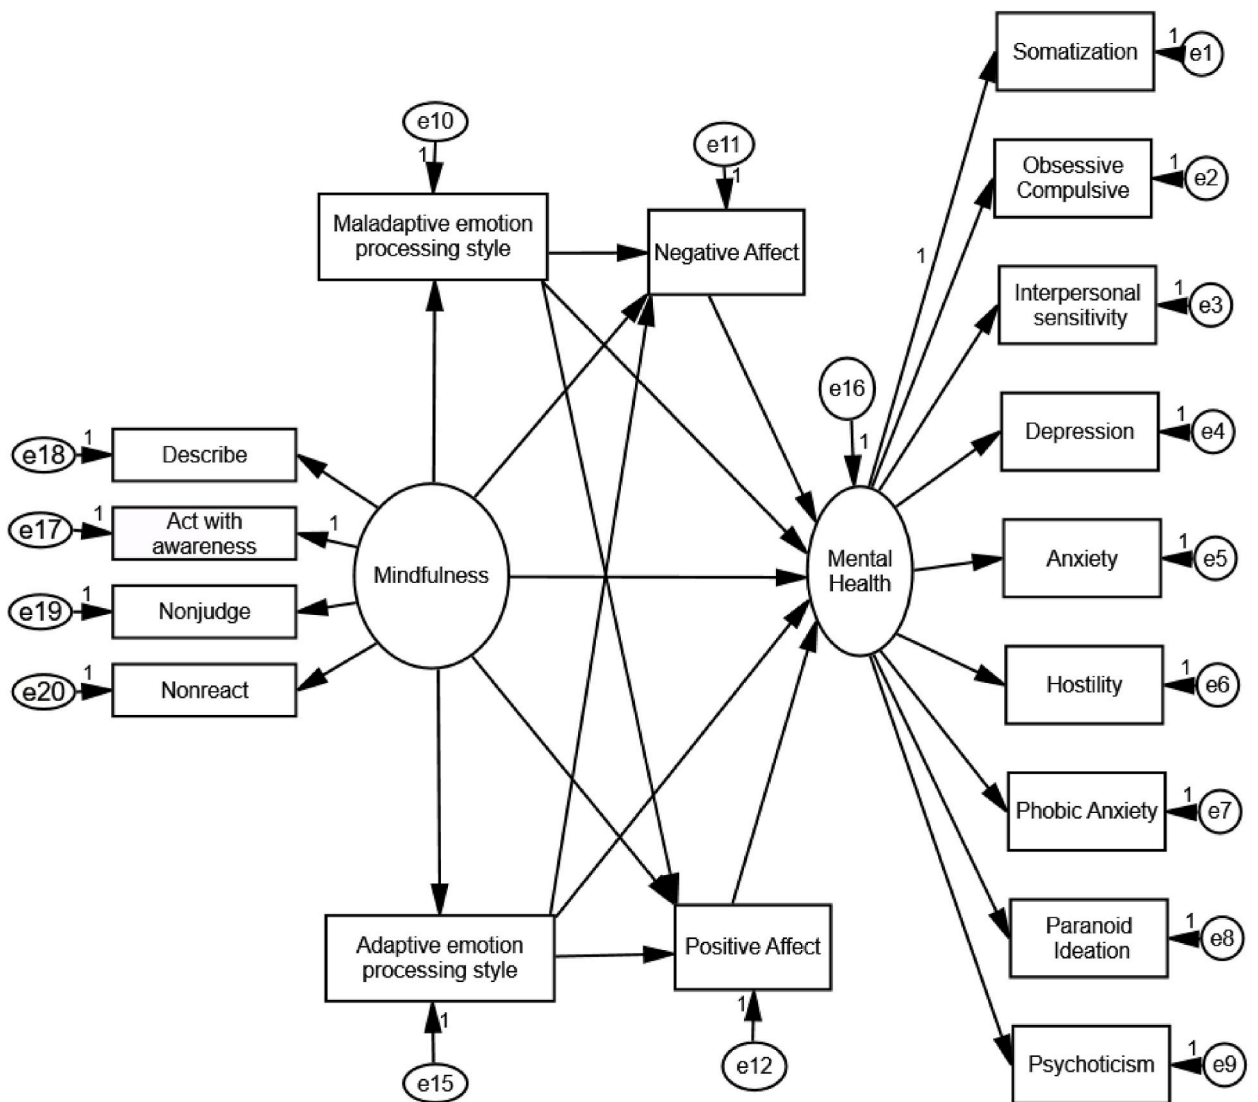 Somatization
1
e1
e10
1
e11
1
Obsessive
Compulsive
1
e2
Maladaptive emotion
processing style
Negative Affect
1
Interpersonal
sensitivity
1
e3
e16
1
Depression
1
e4
e18
1
Describe
e17
1
Act with
awareness
1
Mindfulness
Mental
Health
Anxiety
1
e5
e19
1
Nonjudge
e20
1
Nonreact
Hostility
1
e6
Phobic Anxiety
1
e7
Adaptive emotion
processing style
Positive Affect
Paranoid
Ideation
1
e8
1
e15
1
e12
Psychoticism
1
e9